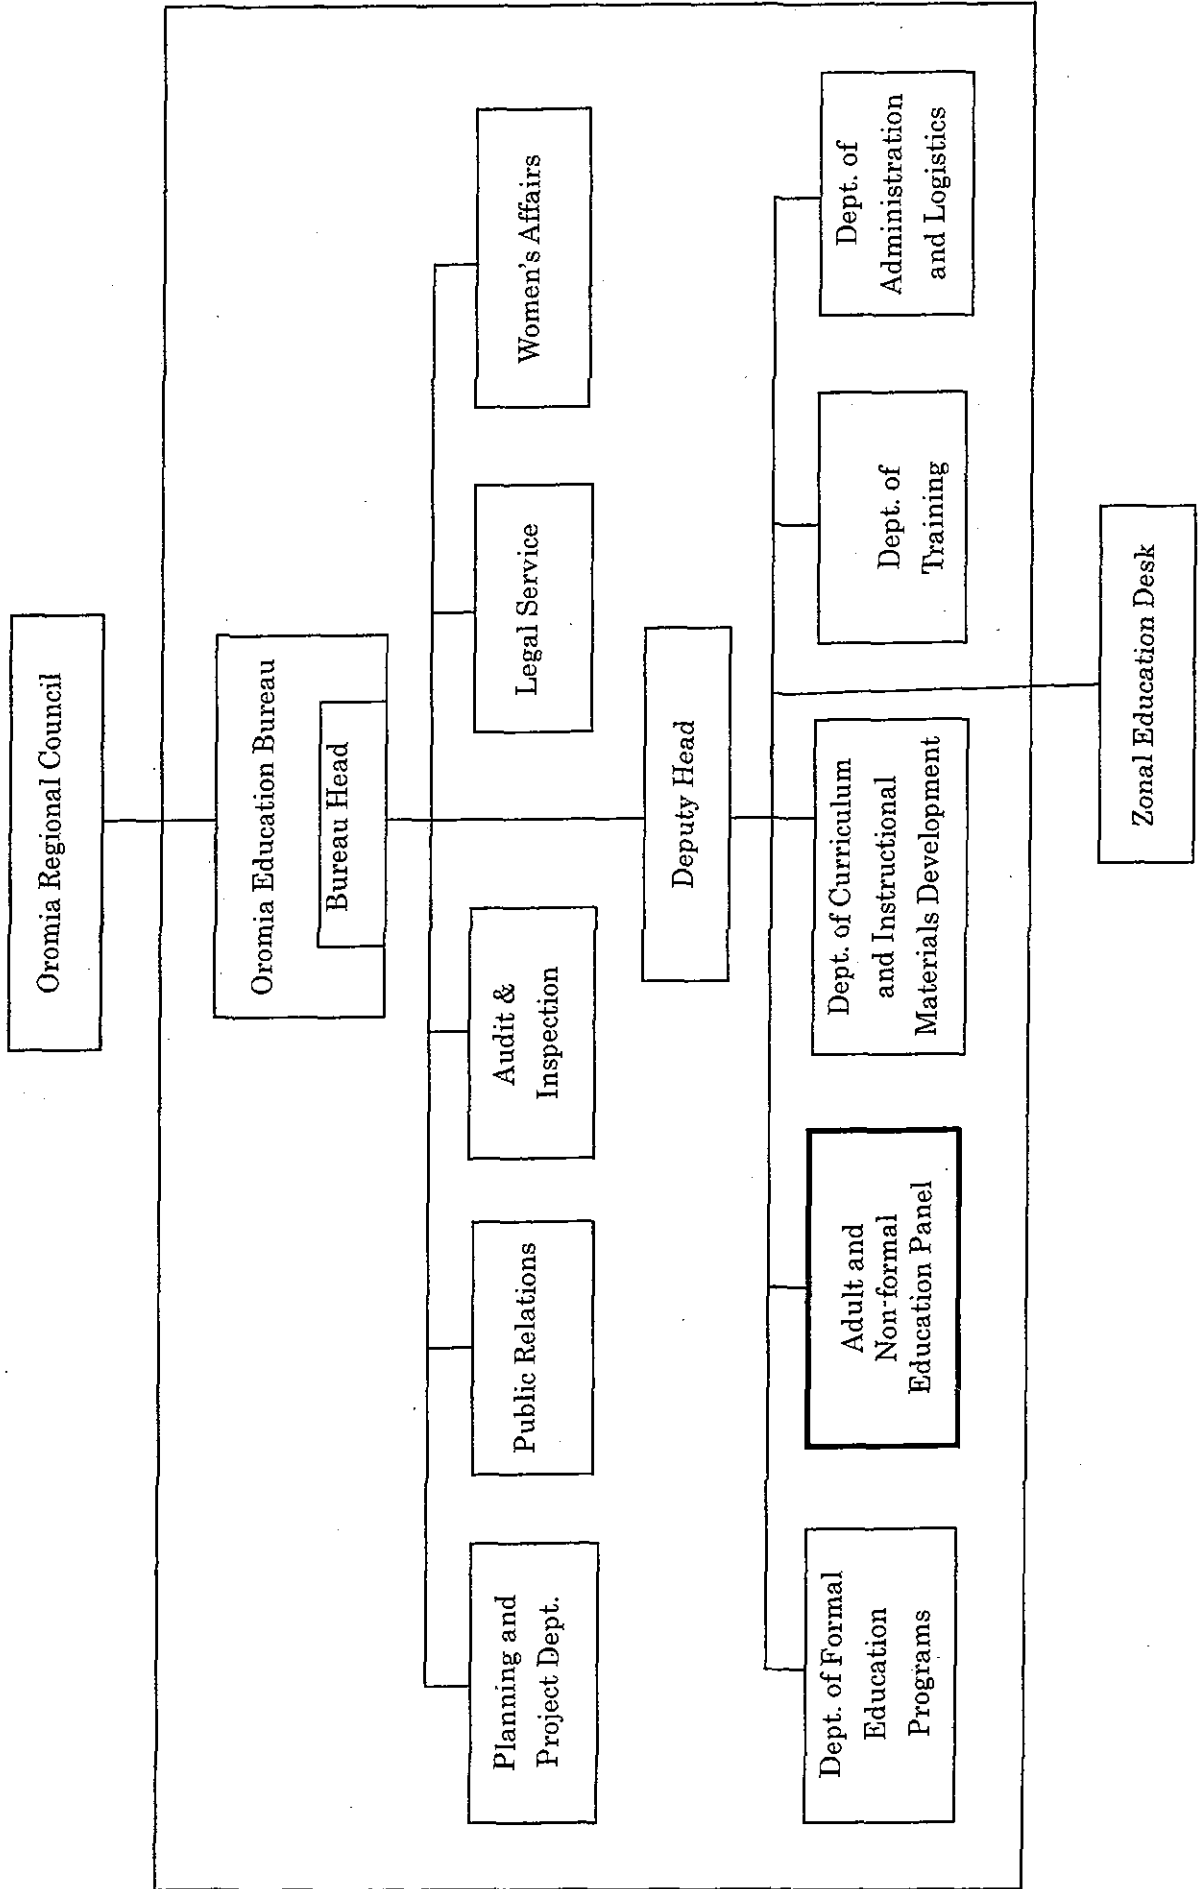 Oromia Regional Council
Oromia Education Bureau
Bureau Head
Planning and
Project Dept.
Public Relations
Audit &
Inspection
Legal Service
Women's Affairs
Deputy Head
Dept. of Formal
Education
Programs
Adult and
Non-formal
Education Panel
Dept. of Curriculum
and Instructional
Materials Development
Dept. of
Training
Dept. of
Administration
and Logistics
Zonal Education Desk